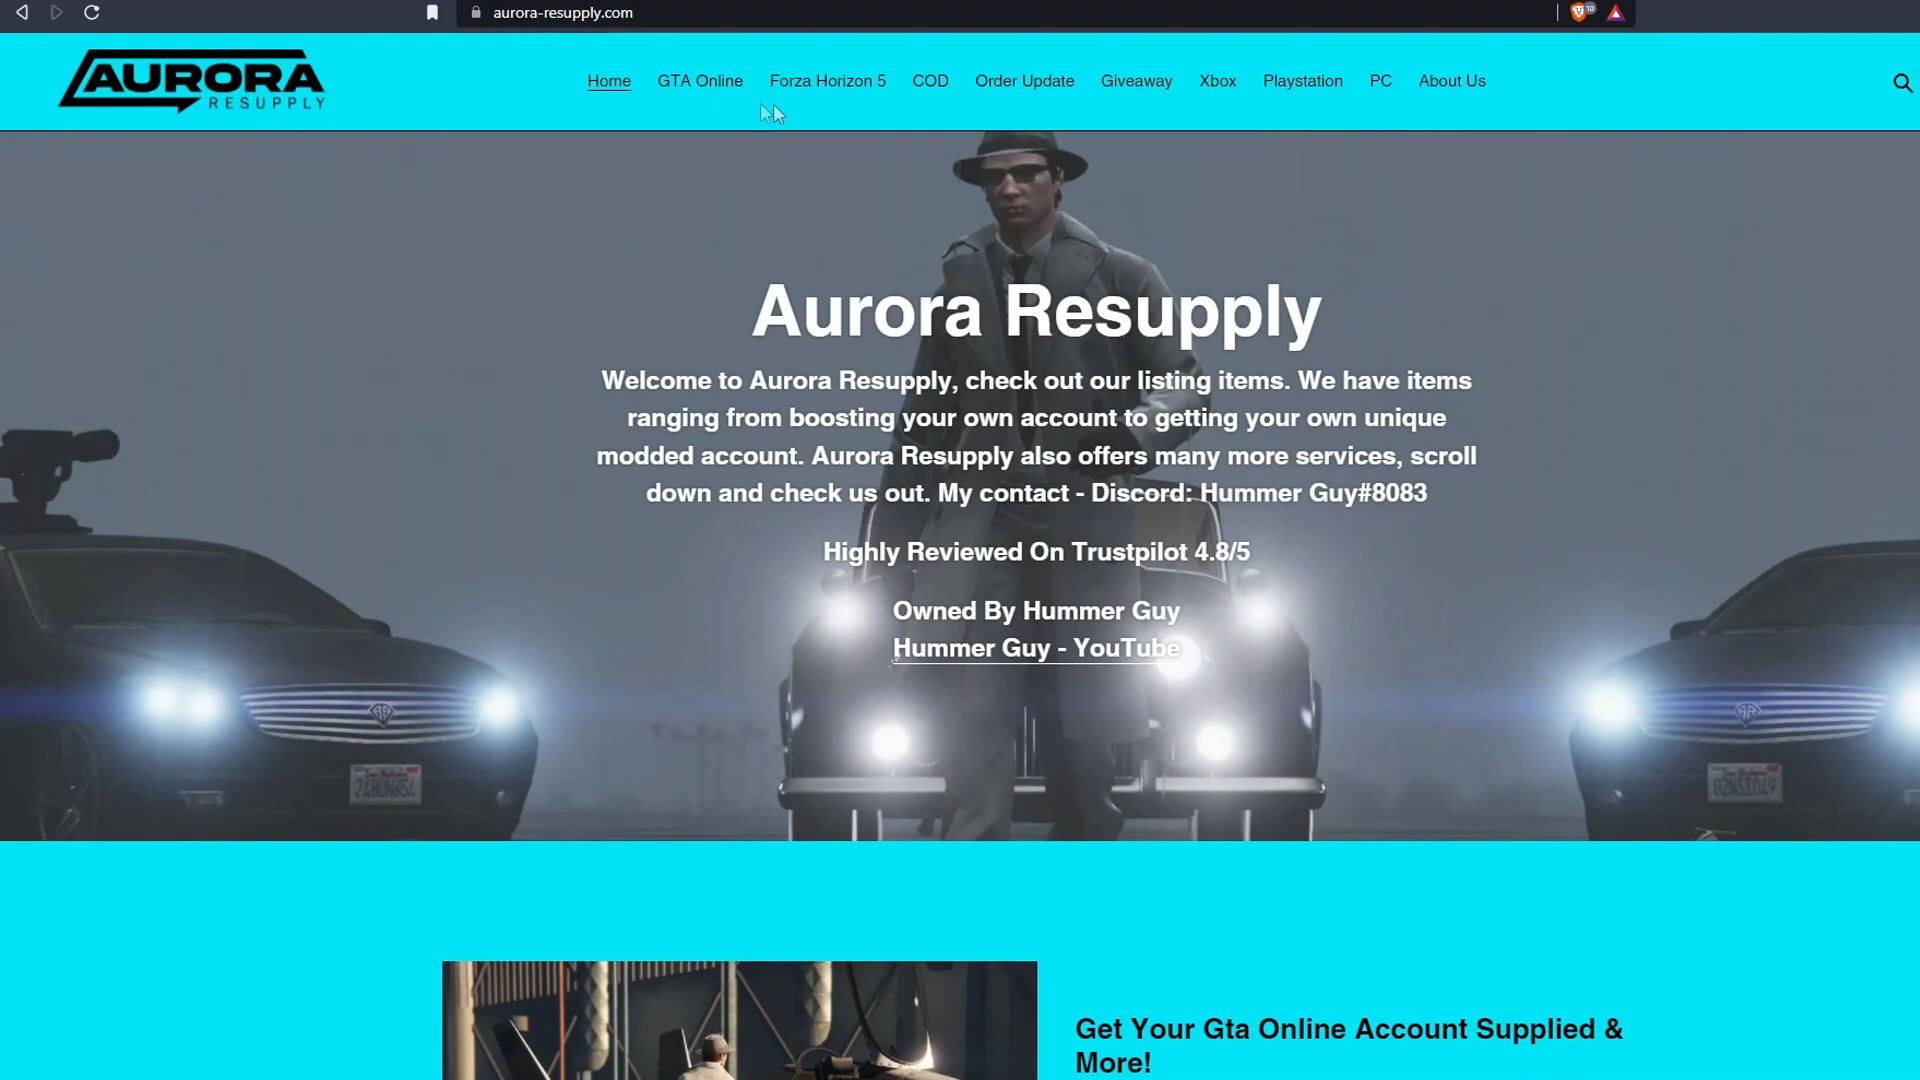 aurora-resupply.com
10
AURORA
RESUPPLY
Home GTA Online Forza Horizon 5 COD Order Update Giveaway Xbox Playstation PC About Us
Aurora Resupply
Welcome to Aurora Resupply, check out our listing items. We have items
ranging from boosting your own account to getting your own unique
modded account. Aurora Resupply also offers many more services, scroll
down and check us out. My contact - Discord: Hummer Guy#8083
Highly Reviewed On Trustpilot 4.8/5
Owned By Hummer Guy
Hummer Guy - YouTube
Get Your Gta Online Account Supplied &
More!